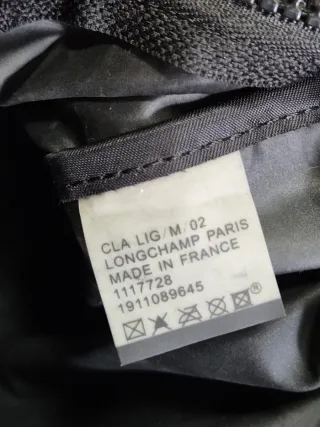 CLA LIG/M/02
LONGCHAMP PARIS
MADE IN FRANCE
1117728
1911089645
®